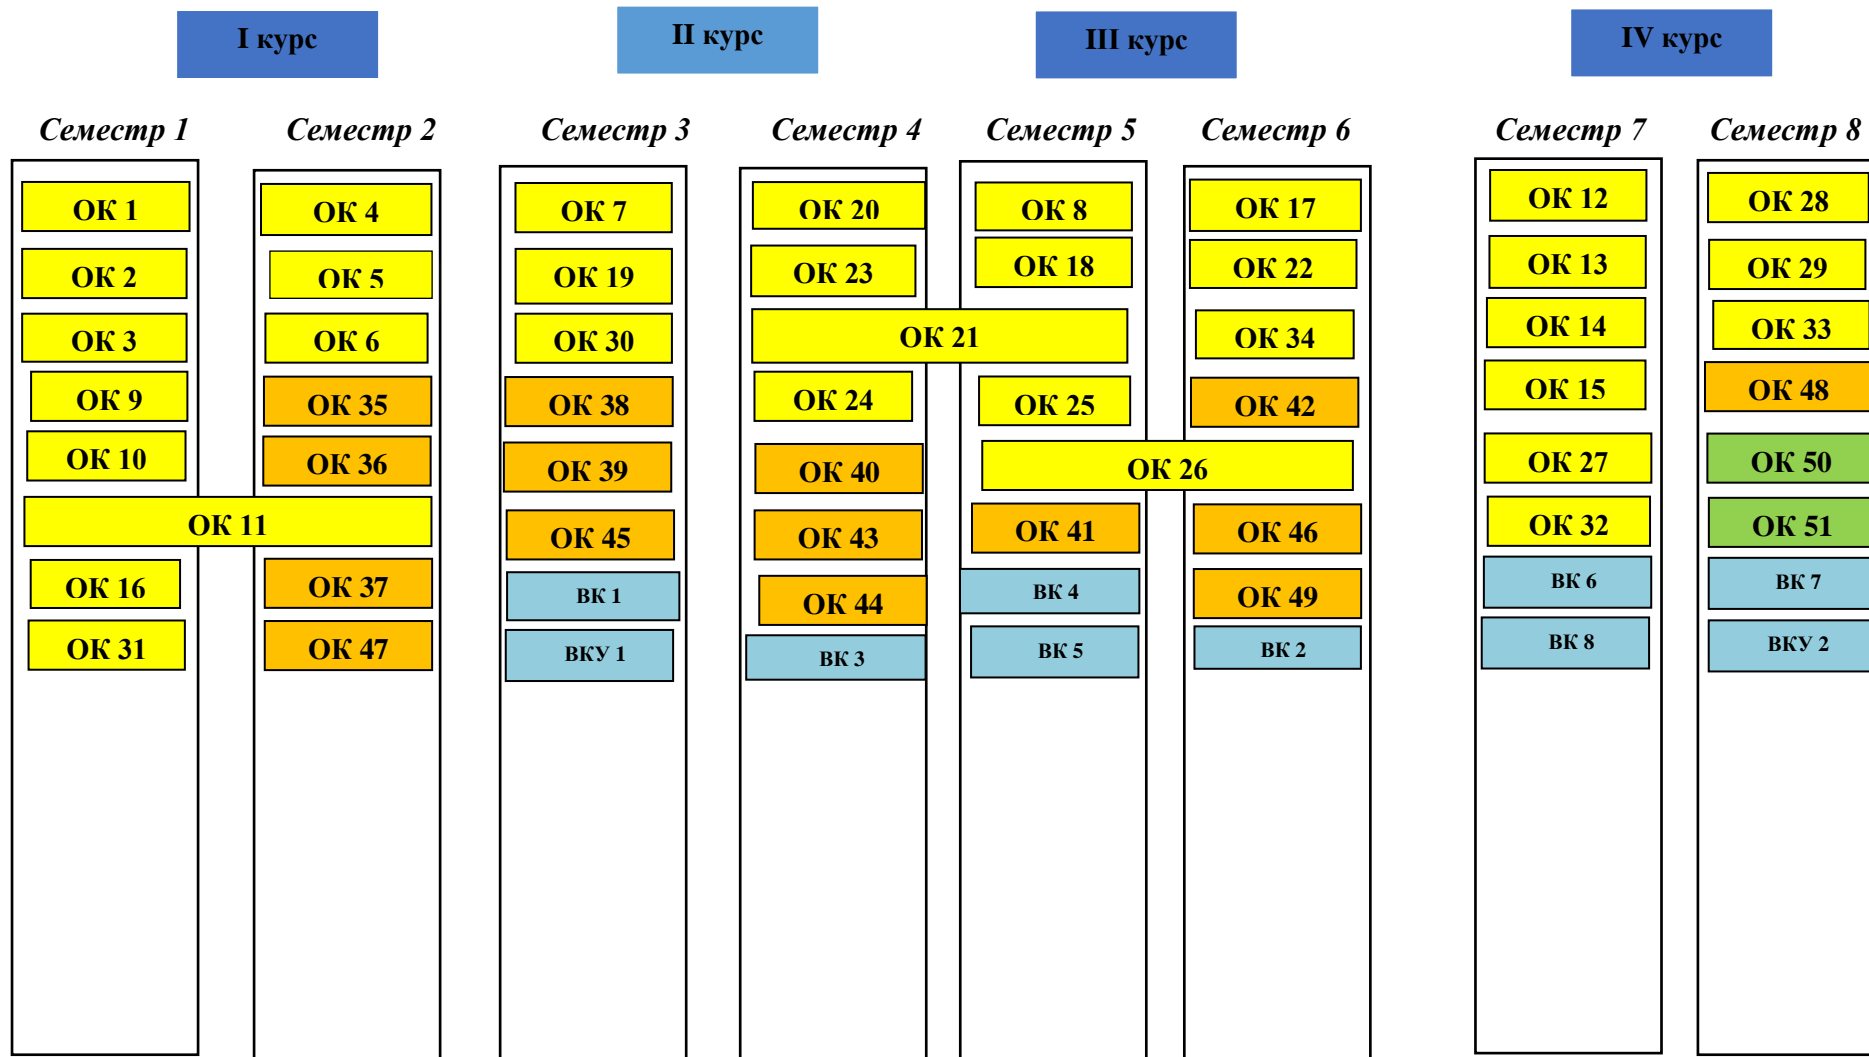 I курс
II курс
III курс
IV курс
Семестр 1
Семестр 2
Семестр 3
Семестр 4
Семестр 5
Семестр 6
Семестр 7
Семестр 8
ОК 1
ОК 4
ОК 7
ОК 20
ОК 8
ОК 17
ОК 12
ОК 28
ОК 2
ОК 5
ОК 19
ОК 23
ОК 18
ОК 22
ОК 13
ОК 29
ОК 3
ОК 6
ОК 30
ОК 21
ОК 34
ОК 14
ОК 33
ОК 9
ОК 35
ОК 38
ОК 24
ОК 25
ОК 42
ОК 15
ОК 48
ОК 10
ОК 36
ОК 39
ОК 40
ОК 26
ОК 27
ОК 50
ОК 11
ОК 45
ОК 43
ОК 41
ОК 46
ОК 32
ОК 51
ОК 16
ОК 37
ВК 1
ОК 44
ВК 4
ОК 49
ВК 6
ВК 7
ОК 31
ОК 47
ВКУ 1
ВК 3
ВК 5
ВК 2
ВК 8
ВКУ 2